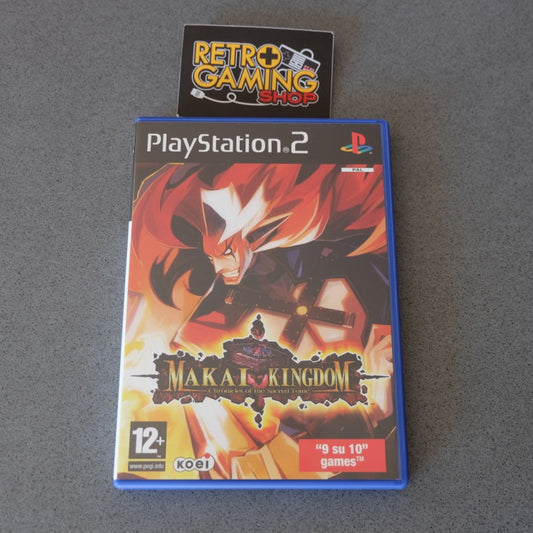 RETRO
GAMING
SHOP
PlayStation®2
PAL
MAKAI KINGDOM
Chronicles of the Sacred Tome
12+
www.pegi.info
KOEI
"9 su 10"
games™